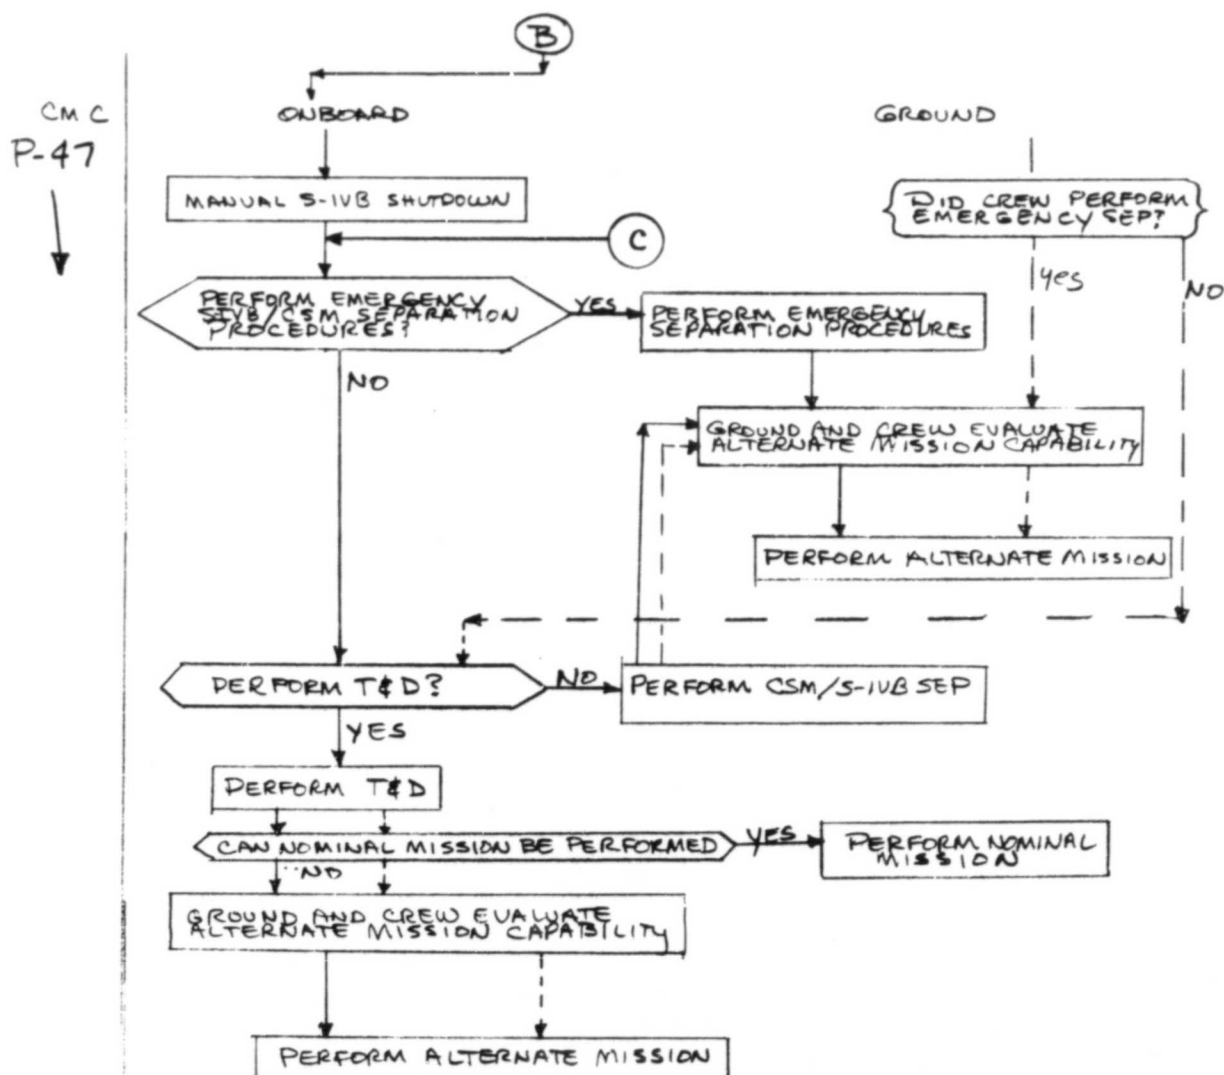 B
CMC
P-47
ONBOARD
GROUND
MANUAL S-IVB SHUTDOWN
DID CREW PERFORM
EMERGENCY SEP?
C
yes
NO
PERFORM EMERGENCY
SIVB/CSM SEPARATION
PROCEDURES?
YES
PERFORM EMERGENCY
SEPARATION PROCEDURES
NO
GROUND AND CREW EVALUATE
ALTERNATE MISSION CAPABILITY
PERFORM ALTERNATE MISSION
PERFORM T&D?
NO
PERFORM CSM/S-IVB SEP
YES
PERFORM T&D
CAN NOMINAL MISSION BE PERFORMED
YES
PERFORM NOMINAL
MISSION
NO
GROUND AND CREW EVALUATE
ALTERNATE MISSION CAPABILITY
PERFORM ALTERNATE MISSION